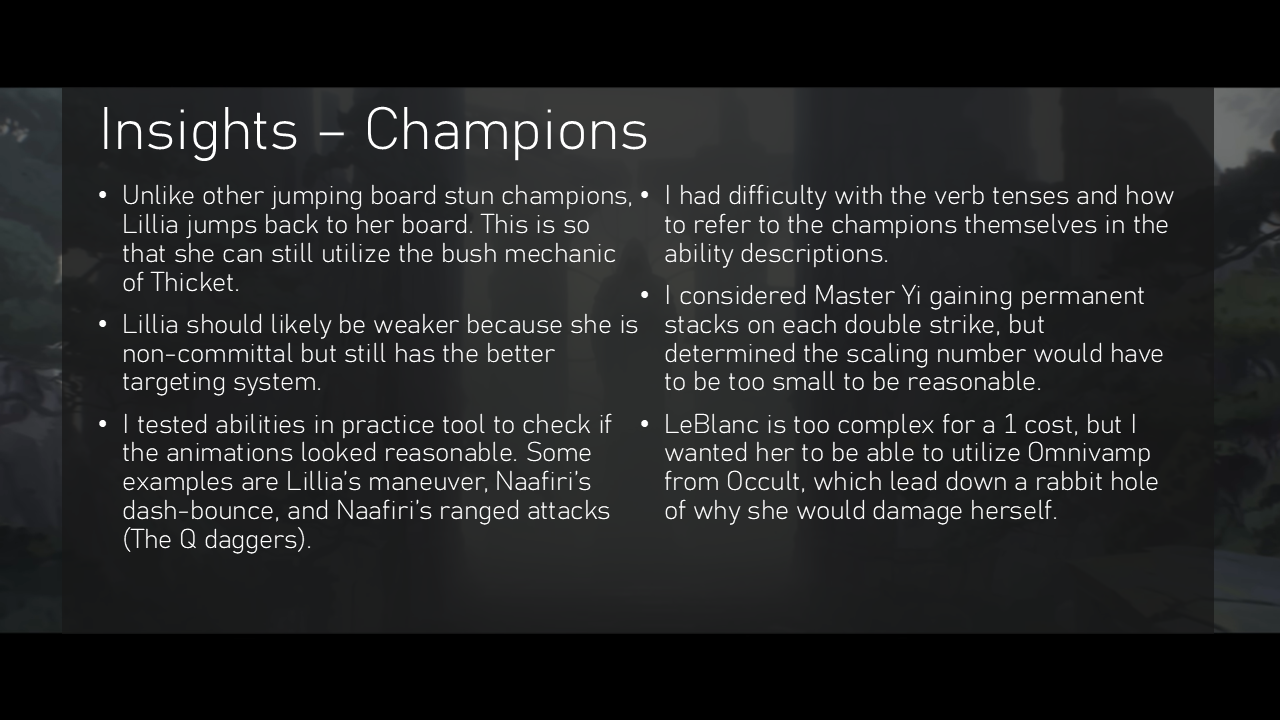 Insights – Champions
• Unlike other jumping board stun champions,
Lillia jumps back to her board. This is so
that she can still utilize the bush mechanic
of Thicket.
• Lillia should likely be weaker because she is
non-committal but still has the better
targeting system.
• I tested abilities in practice tool to check if
the animations looked reasonable. Some
examples are Lillia's maneuver, Naafiri's
dash-bounce, and Naafiri's ranged attacks
(The Q daggers).
• I had difficulty with the verb tenses and how
to refer to the champions themselves in the
ability descriptions.
• I considered Master Yi gaining permanent
stacks on each double strike, but
determined the scaling number would have
to be too small to be reasonable.
• LeBlanc is too complex for a 1 cost, but I
wanted her to be able to utilize Omnivamp
from Occult, which lead down a rabbit hole
of why she would damage herself.